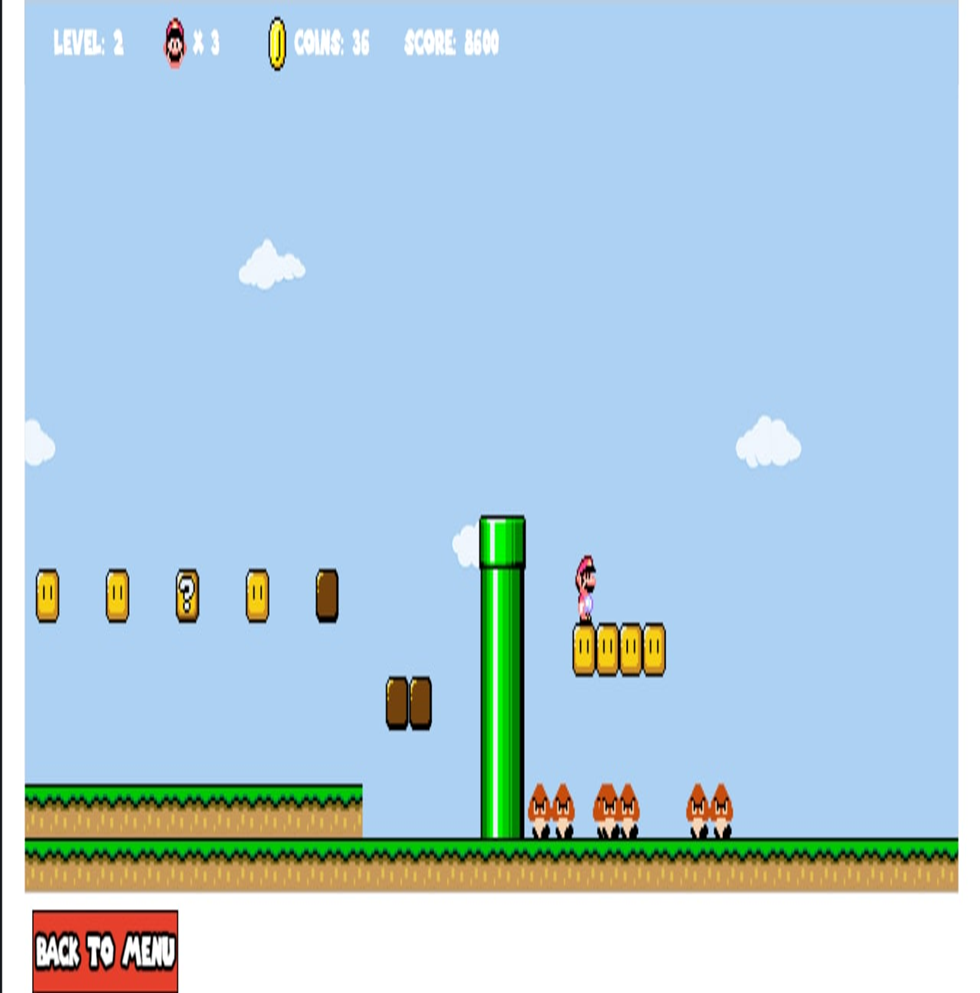 LEVEL: 2 X 3 COINS: 36 SCORE: 8600
?
BACK TO MENU